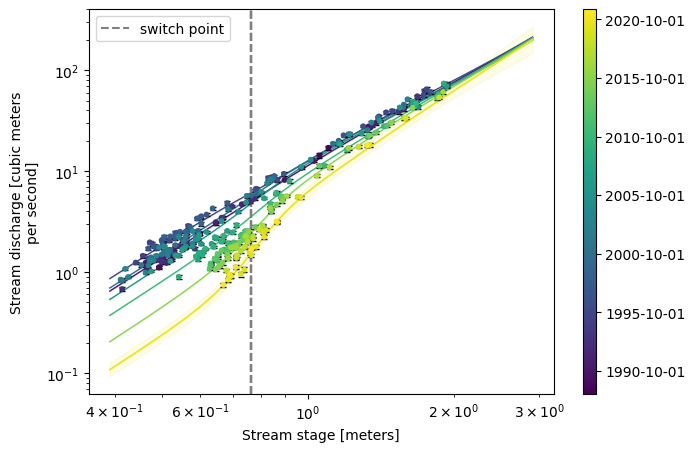 switch point
Stream discharge [cubic meters
per second]
10²
10¹
10⁰
10⁻¹
4 × 10⁻¹
6 × 10⁻¹
10⁰
2 × 10⁰
3 × 10⁰
Stream stage [meters]
2020-10-01
2015-10-01
2010-10-01
2005-10-01
2000-10-01
1995-10-01
1990-10-01